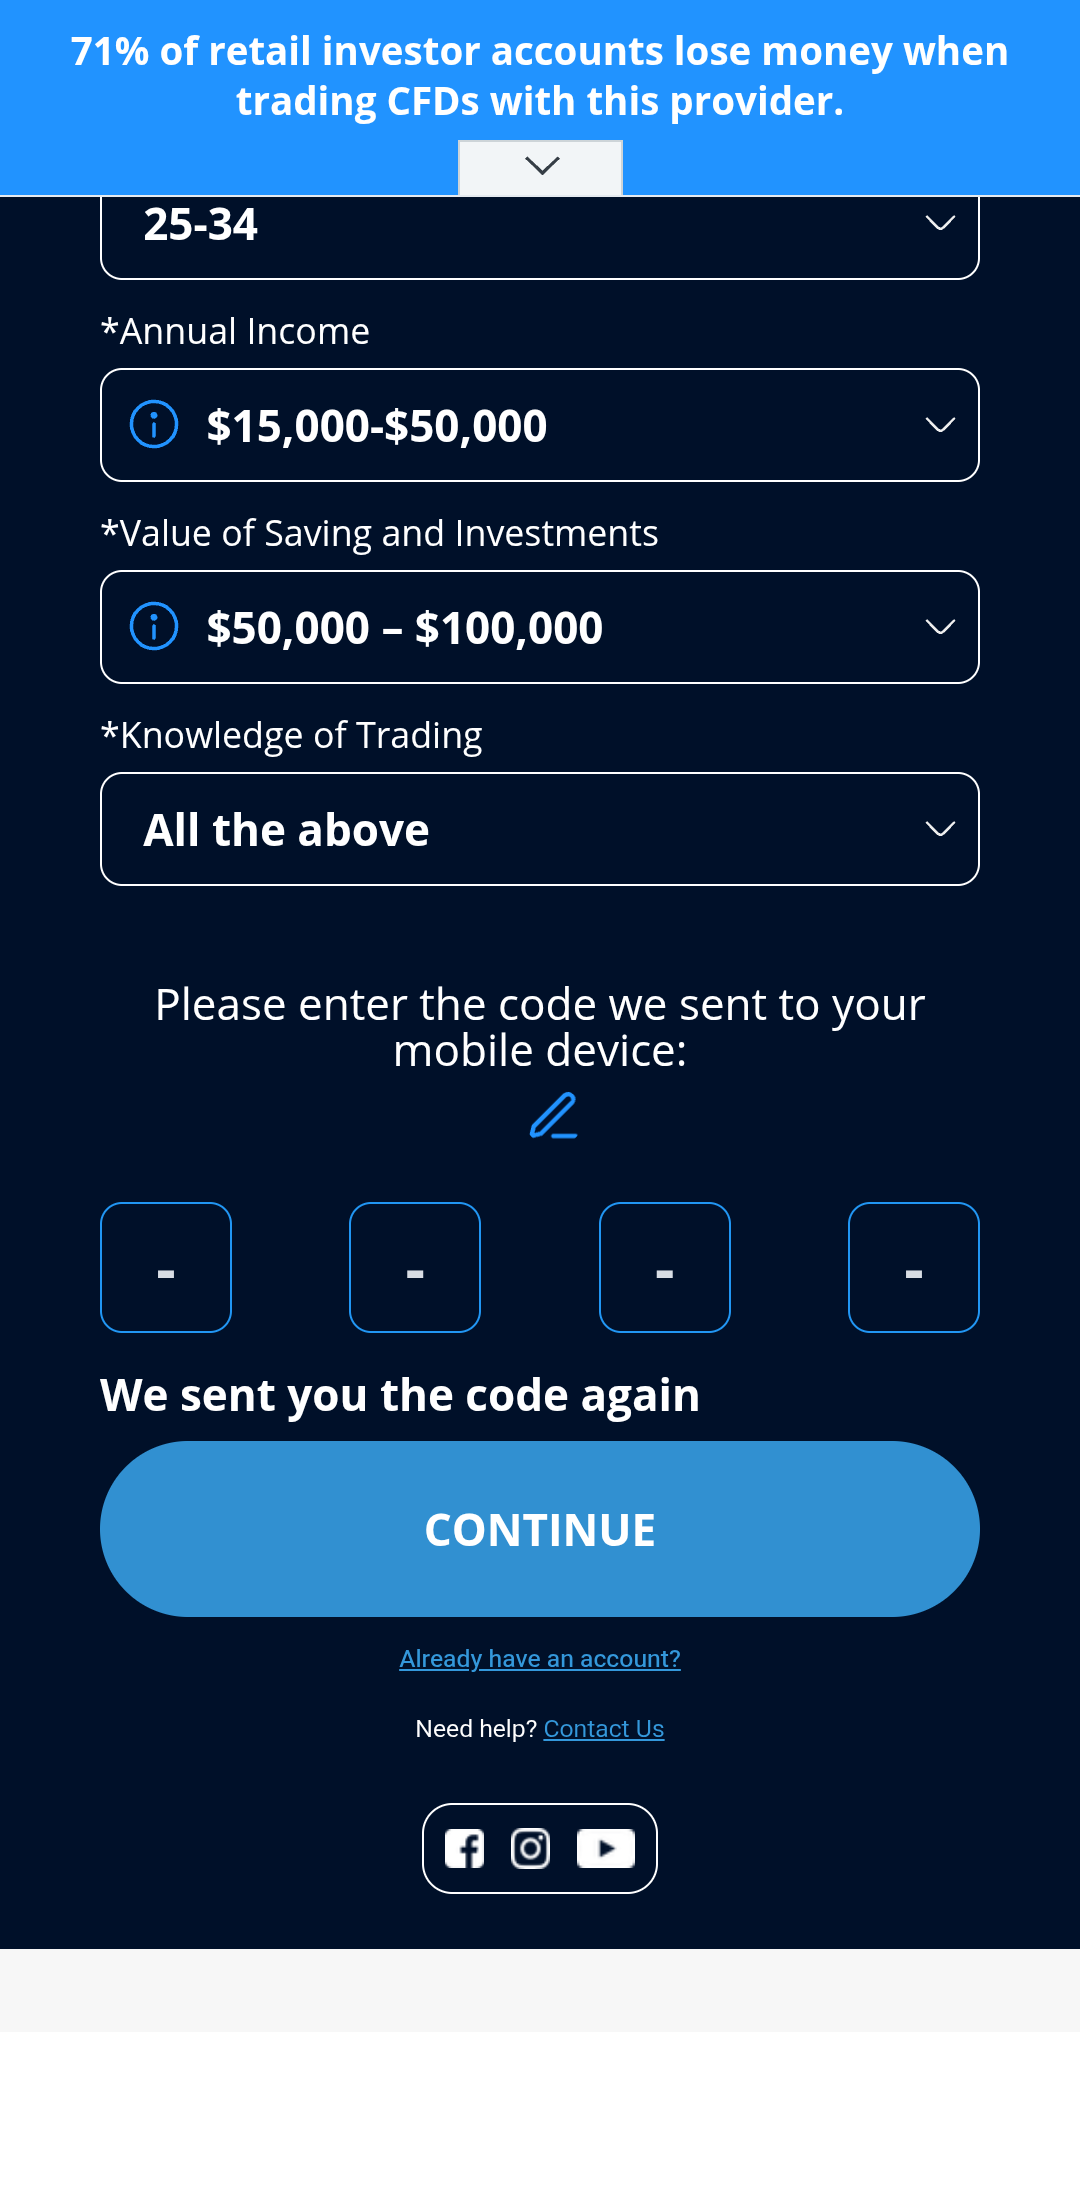 71% of retail investor accounts lose money when
trading CFDs with this provider.
25-34
*Annual Income
$15,000-$50,000
*Value of Saving and Investments
$50,000 – $100,000
*Knowledge of Trading
All the above
Please enter the code we sent to your
mobile device:
- - - -
We sent you the code again
CONTINUE
Already have an account?
Need help? Contact Us